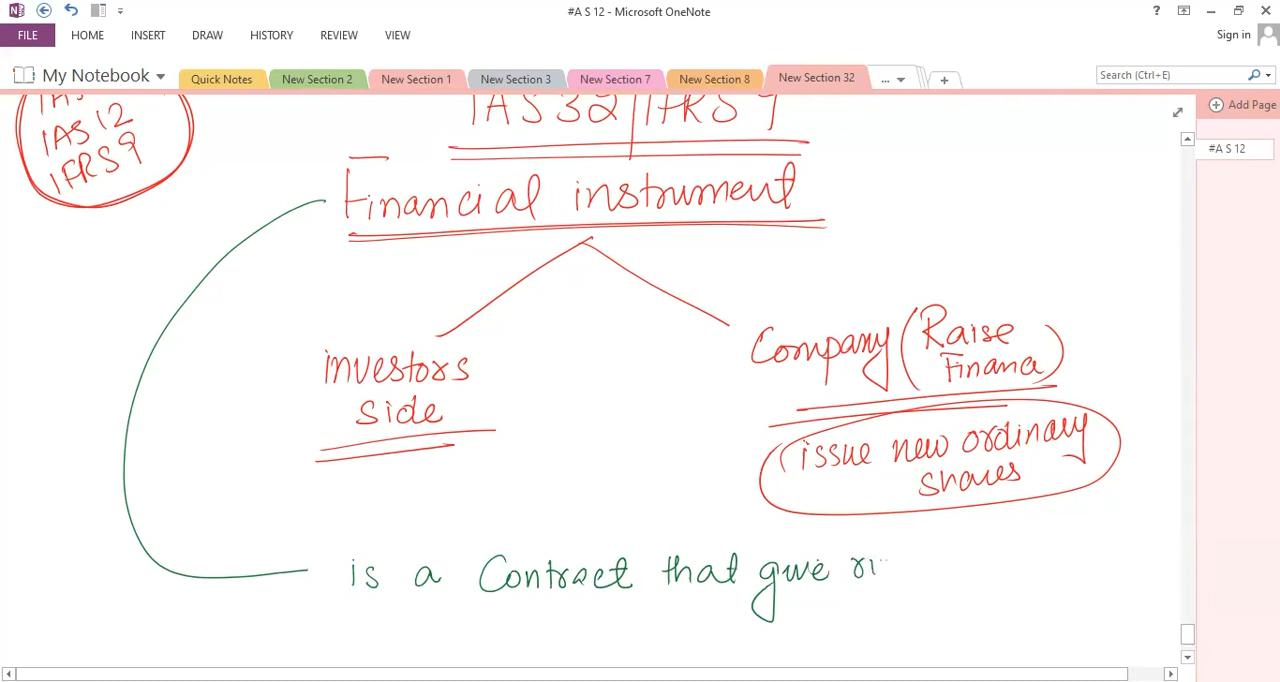 #A S 12 - Microsoft OneNote
Sign in
FILE HOME INSERT DRAW HISTORY REVIEW VIEW
My Notebook Quick Notes New Section 2 New Section 1 New Section 3 New Section 7 New Section 8 New Section 32 ...
Search (Ctrl+E)
Add Page
#A S 12
IAS 12
IFRS 9
IAS 32 | IFRS 9
Financial instrument
investors
side
Company (Raise
Finance)
issue new ordinary
shares
is a Contract that give ri